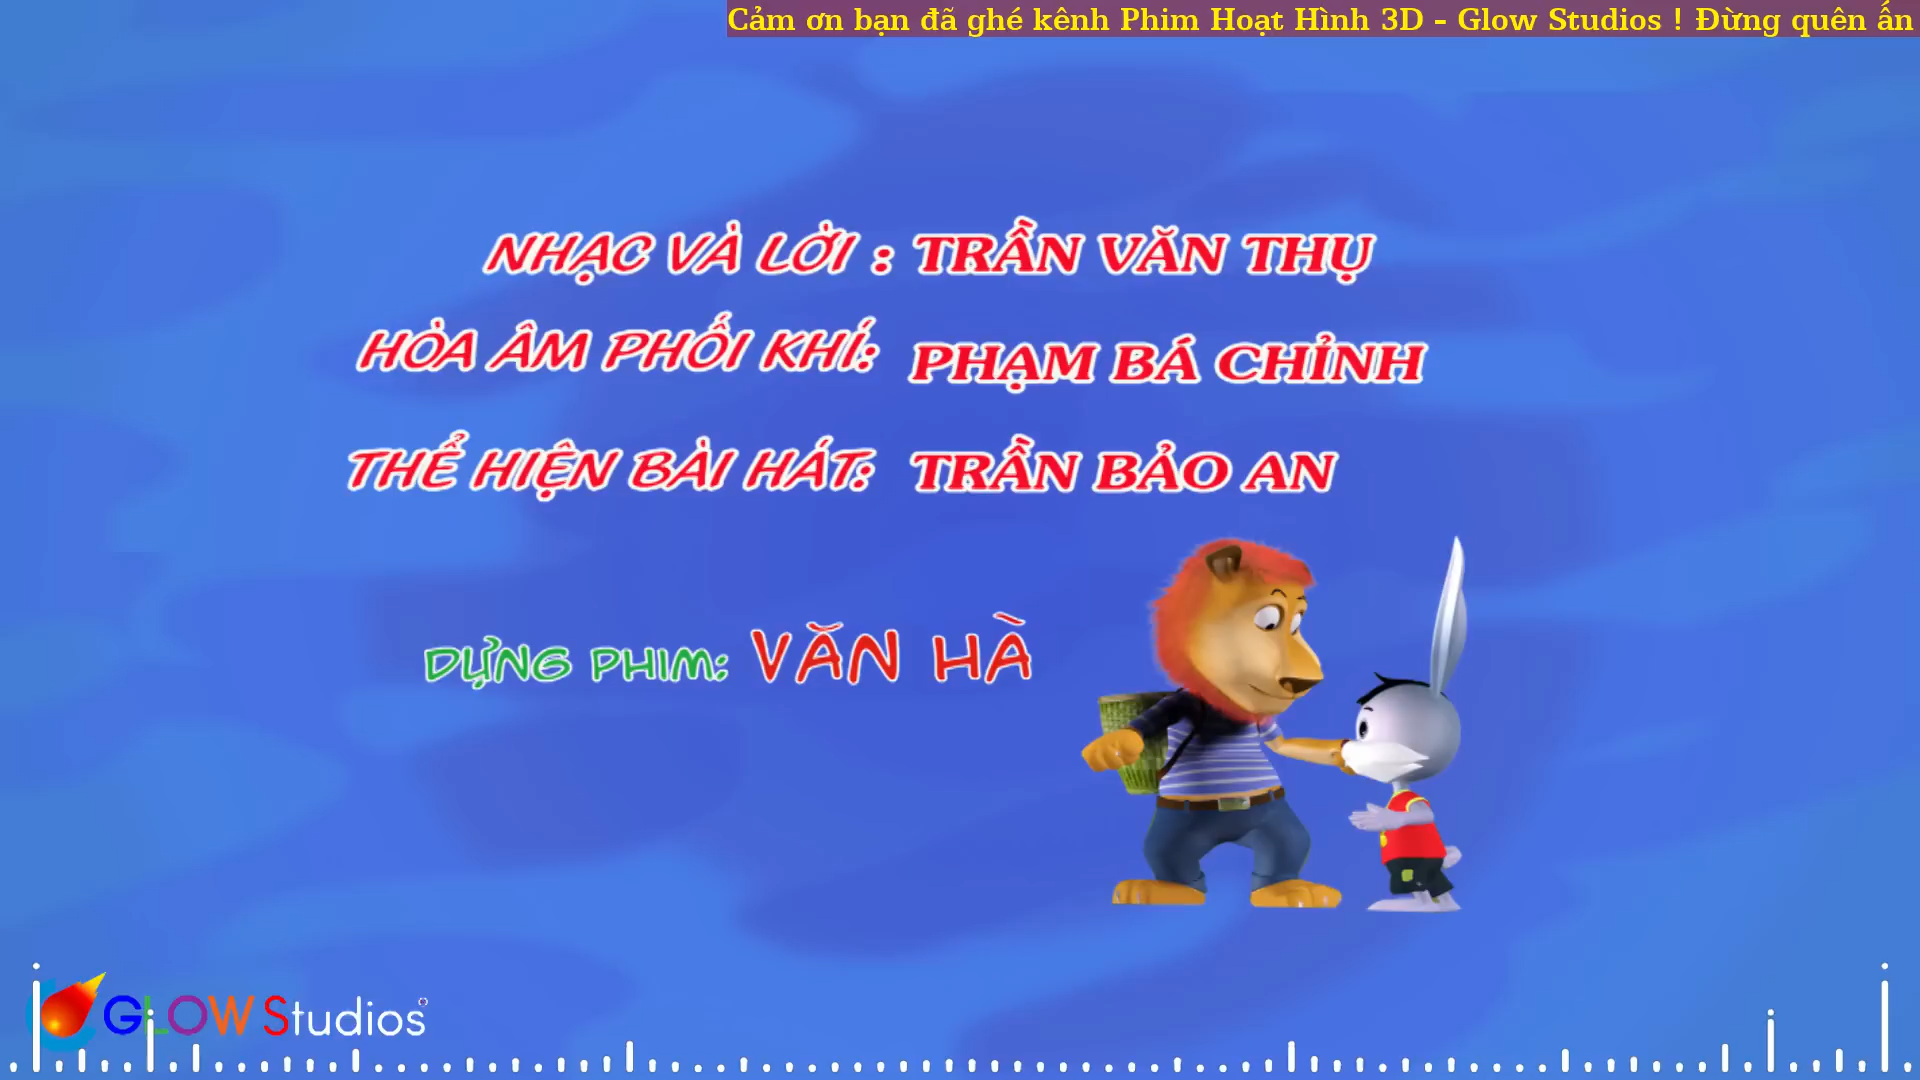 Cảm ơn bạn đã ghé kênh Phim Hoạt Hình 3D - Glow Studios ! Đừng quên ấn
NHẠC VÀ LỜI : TRẦN VĂN THỤ
HÒA ÂM PHỐI KHÍ: PHẠM BÁ CHỈNH
THỂ HIỆN BÀI HÁT: TRẦN BẢO AN
DỰNG PHIM: VĂN HÀ
GLOW Studios